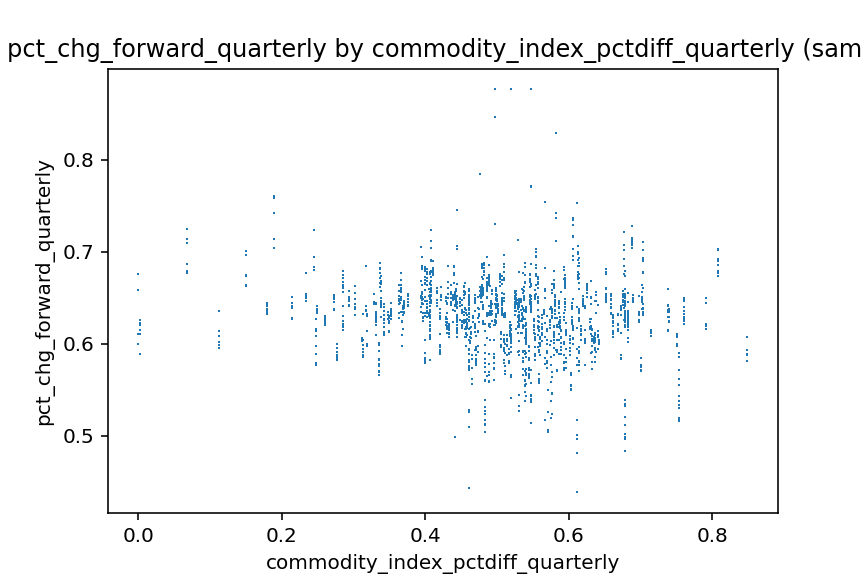 pct_chg_forward_quarterly by commodity_index_pctdiff_quarterly (sam
0.8
0.7
0.6
0.5
pct_chg_forward_quarterly
0.0 0.2 0.4 0.6 0.8
commodity_index_pctdiff_quarterly